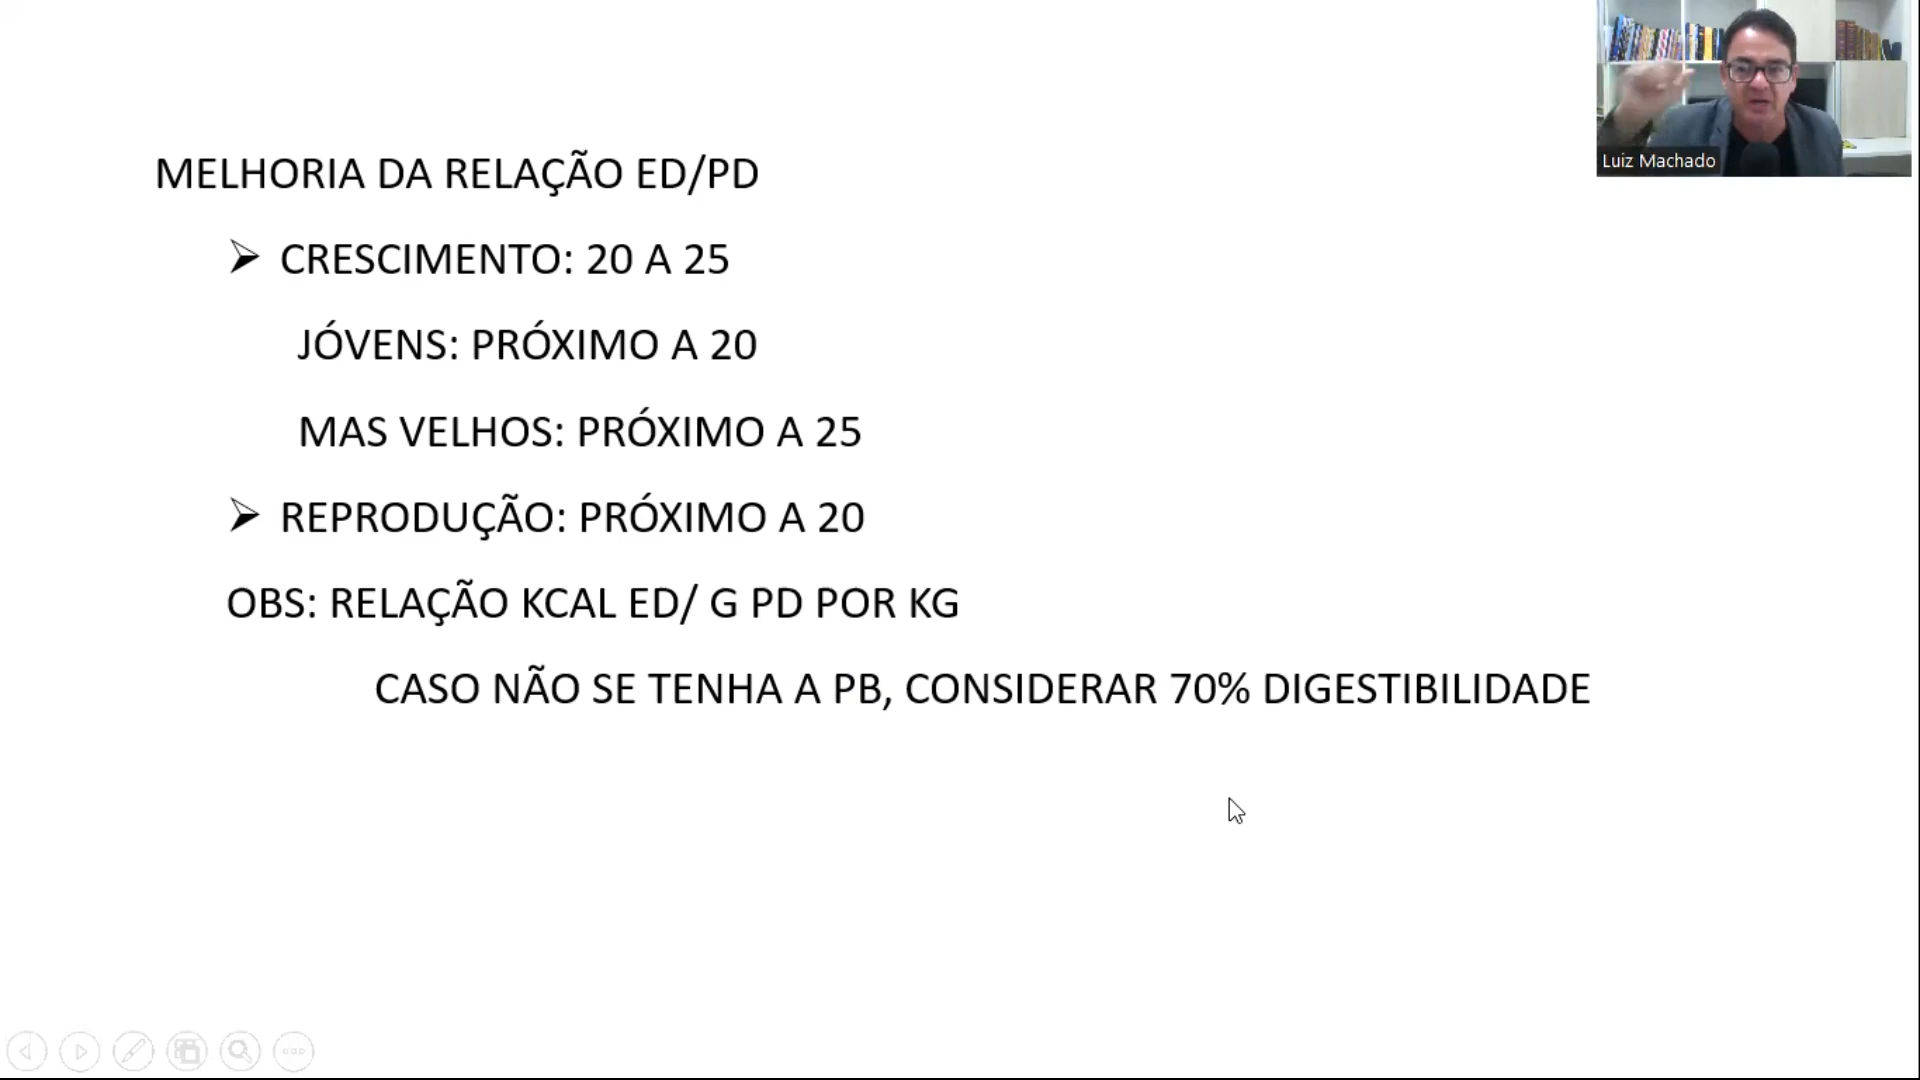 Luiz Machado
MELHORIA DA RELAÇÃO ED/PD
CRESCIMENTO: 20 A 25
JÓVENS: PRÓXIMO A 20
MAS VELHOS: PRÓXIMO A 25
REPRODUÇÃO: PRÓXIMO A 20
OBS: RELAÇÃO KCAL ED/ G PD POR KG
CASO NÃO SE TENHA A PB, CONSIDERAR 70% DIGESTIBILIDADE